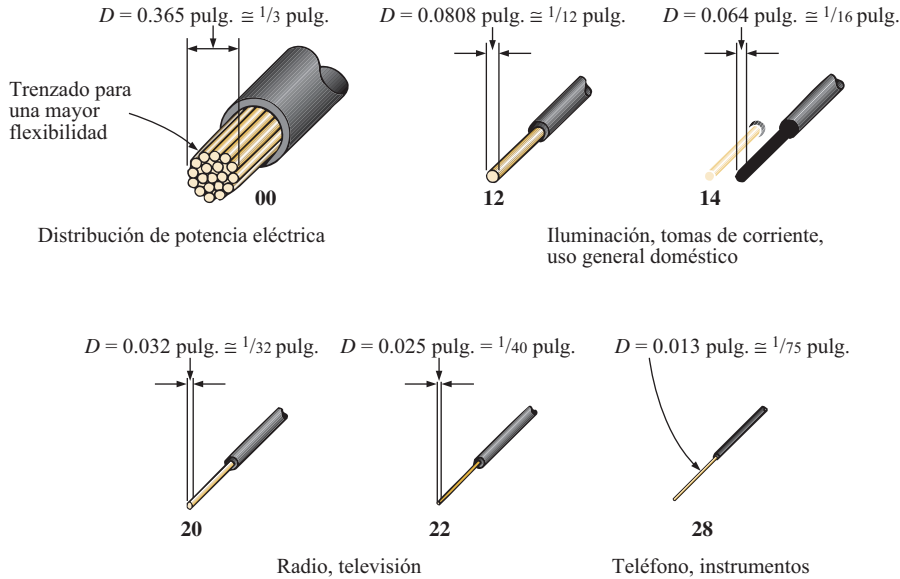 D = 0.365 pulg. ≅ 1/3 pulg.
D = 0.0808 pulg. ≅ 1/12 pulg.
D = 0.064 pulg. ≅ 1/16 pulg.
Trenzado para
una mayor
flexibilidad
00
12
14
Distribución de potencia eléctrica
Iluminación, tomas de corriente,
uso general doméstico
D = 0.032 pulg. ≅ 1/32 pulg.
D = 0.025 pulg. = 1/40 pulg.
D = 0.013 pulg. ≅ 1/75 pulg.
20
22
28
Radio, televisión
Teléfono, instrumentos